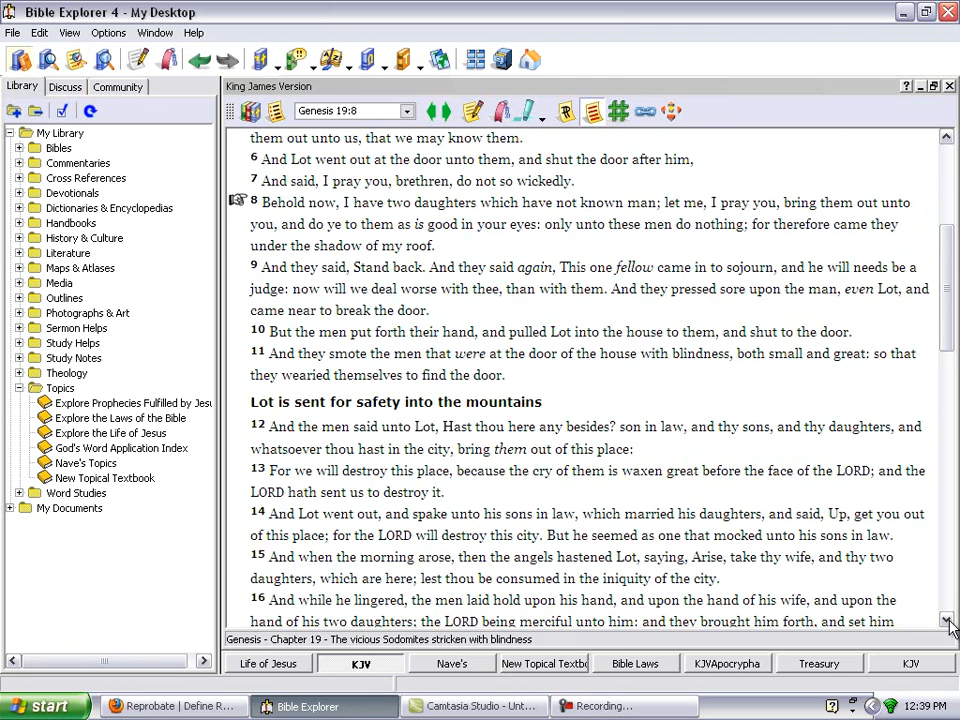 Bible Explorer 4 - My Desktop
File Edit View Options Window Help
Library Discuss Community
King James Version
Genesis 19:8
My Library
Bibles
Commentaries
Cross References
Devotionals
Dictionaries & Encyclopedias
Handbooks
History & Culture
Literature
Maps & Atlases
Media
Outlines
Photographs & Art
Sermon Helps
Study Helps
Study Notes
Theology
Topics
Explore Prophecies Fulfilled by Jesu
Explore the Laws of the Bible
Explore the Life of Jesus
God's Word Application Index
Nave's Topics
New Topical Textbook
Word Studies
My Documents
them out unto us, that we may know them.
6 And Lot went out at the door unto them, and shut the door after him,
7 And said, I pray you, brethren, do not so wickedly.
8 Behold now, I have two daughters which have not known man; let me, I pray you, bring them out unto
you, and do ye to them as is good in your eyes: only unto these men do nothing; for therefore came they
under the shadow of my roof.
9 And they said, Stand back. And they said again, This one fellow came in to sojourn, and he will needs be a
judge: now will we deal worse with thee, than with them. And they pressed sore upon the man, even Lot, and
came near to break the door.
10 But the men put forth their hand, and pulled Lot into the house to them, and shut to the door.
11 And they smote the men that were at the door of the house with blindness, both small and great: so that
they wearied themselves to find the door.
Lot is sent for safety into the mountains
12 And the men said unto Lot, Hast thou here any besides? son in law, and thy sons, and thy daughters, and
whatsoever thou hast in the city, bring them out of this place:
13 For we will destroy this place, because the cry of them is waxen great before the face of the LORD; and the
LORD hath sent us to destroy it.
14 And Lot went out, and spake unto his sons in law, which married his daughters, and said, Up, get you out
of this place; for the LORD will destroy this city. But he seemed as one that mocked unto his sons in law.
15 And when the morning arose, then the angels hastened Lot, saying, Arise, take thy wife, and thy two
daughters, which are here; lest thou be consumed in the iniquity of the city.
16 And while he lingered, the men laid hold upon his hand, and upon the hand of his wife, and upon the
hand of his two daughters; the LORD being merciful unto him: and they brought him forth, and set him
Genesis - Chapter 19 - The vicious Sodomites stricken with blindness
Life of Jesus KJV Nave's New Topical Textbo Bible Laws KJVApocrypha Treasury KJV
start Reprobate | Define R... Bible Explorer Camtasia Studio - Unt... Recording... 12:39 PM